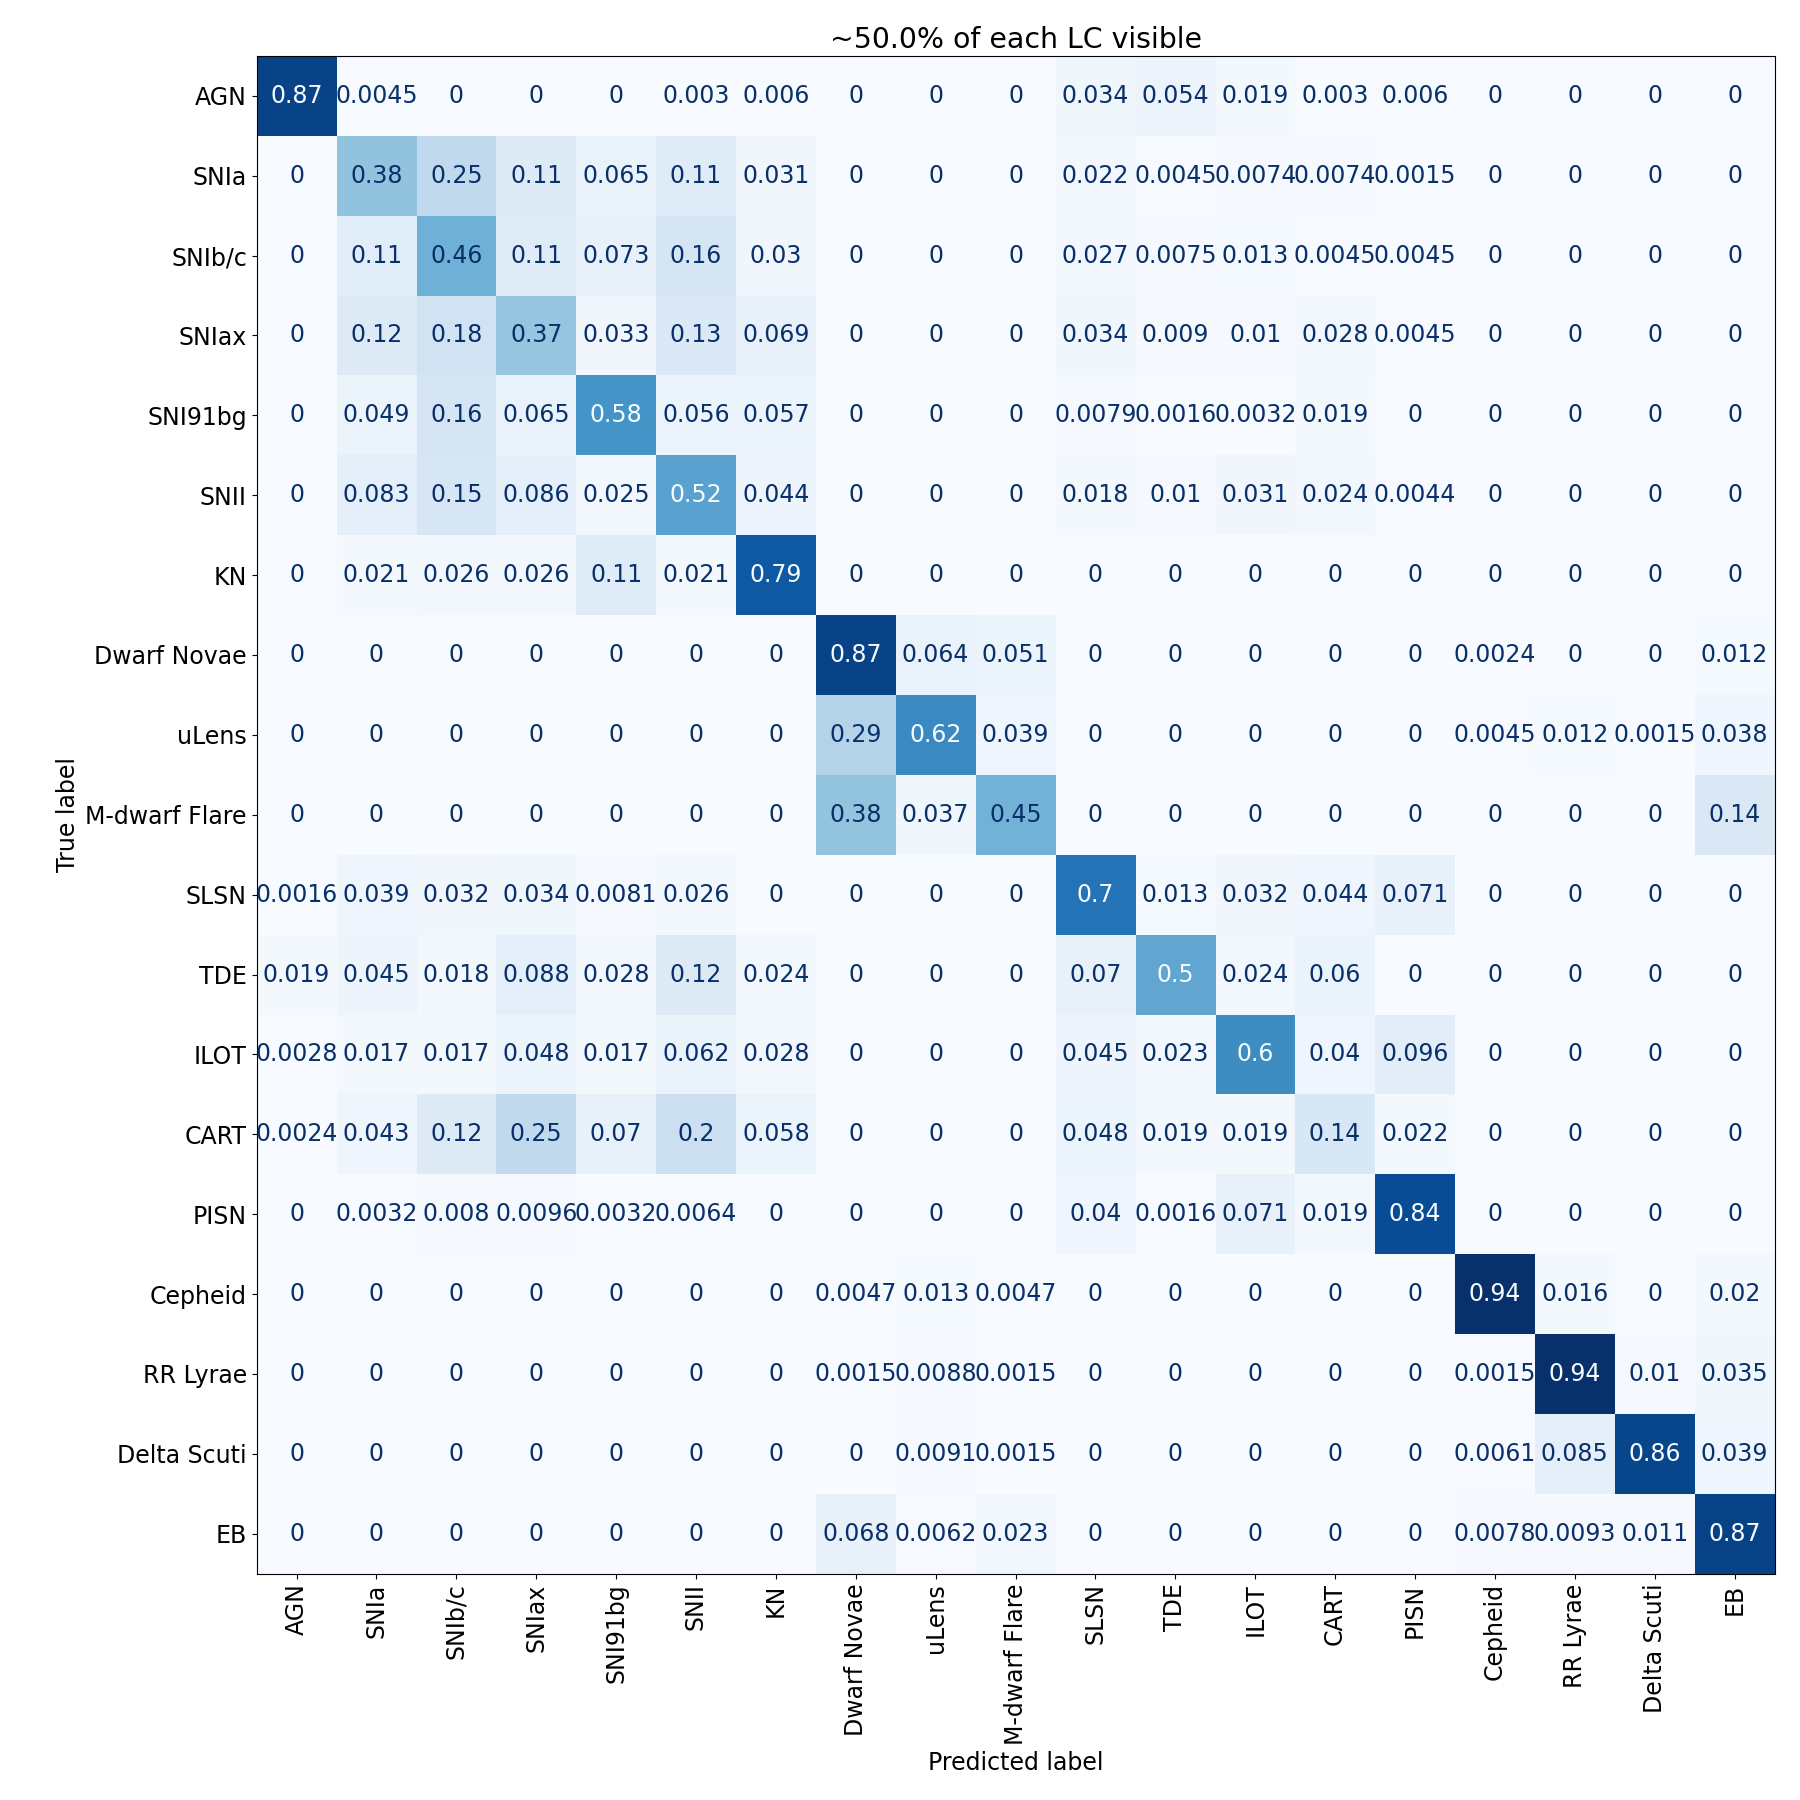 ~50.0% of each LC visible
AGN 0.87 0.0045 0 0 0 0.003 0.006 0 0 0 0.034 0.054 0.019 0.003 0.006 0 0 0 0
SNIa 0 0.38 0.25 0.11 0.065 0.11 0.031 0 0 0 0.022 0.0045 0.0074 0.0074 0.0015 0 0 0 0
SNIb/c 0 0.11 0.46 0.11 0.073 0.16 0.03 0 0 0 0.027 0.0075 0.013 0.0045 0.0045 0 0 0 0
SNIax 0 0.12 0.18 0.37 0.033 0.13 0.069 0 0 0 0.034 0.009 0.01 0.028 0.0045 0 0 0 0
SNI91bg 0 0.049 0.16 0.065 0.58 0.056 0.057 0 0 0 0.0079 0.0016 0.0032 0.019 0 0 0 0 0
SNII 0 0.083 0.15 0.086 0.025 0.52 0.044 0 0 0 0.018 0.01 0.031 0.024 0.0044 0 0 0 0
KN 0 0.021 0.026 0.026 0.11 0.021 0.79 0 0 0 0 0 0 0 0 0 0 0 0
Dwarf Novae 0 0 0 0 0 0 0 0.87 0.064 0.051 0 0 0 0 0 0.0024 0 0 0.012
uLens 0 0 0 0 0 0 0 0.29 0.62 0.039 0 0 0 0 0 0.0045 0.012 0.0015 0.038
M-dwarf Flare 0 0 0 0 0 0 0 0.38 0.037 0.45 0 0 0 0 0 0 0 0 0.14
SLSN 0.0016 0.039 0.032 0.034 0.0081 0.026 0 0 0 0 0.7 0.013 0.032 0.044 0.071 0 0 0 0
TDE 0.019 0.045 0.018 0.088 0.028 0.12 0.024 0 0 0 0.07 0.5 0.024 0.06 0 0 0 0 0
ILOT 0.0028 0.017 0.017 0.048 0.017 0.062 0.028 0 0 0 0.045 0.023 0.6 0.04 0.096 0 0 0 0
CART 0.0024 0.043 0.12 0.25 0.07 0.2 0.058 0 0 0 0.048 0.019 0.019 0.14 0.022 0 0 0 0
PISN 0 0.0032 0.008 0.0096 0.0032 0.0064 0 0 0 0 0.04 0.0016 0.071 0.019 0.84 0 0 0 0
Cepheid 0 0 0 0 0 0 0 0.0047 0.013 0.0047 0 0 0 0 0 0.94 0.016 0 0.02
RR Lyrae 0 0 0 0 0 0 0 0.0015 0.0088 0.0015 0 0 0 0 0 0.0015 0.94 0.01 0.035
Delta Scuti 0 0 0 0 0 0 0 0 0.0091 0.0015 0 0 0 0 0 0.0061 0.085 0.86 0.039
EB 0 0 0 0 0 0 0 0.068 0.0062 0.023 0 0 0 0 0 0.0078 0.0093 0.011 0.87
True label
AGN SNIa SNIb/c SNIax SNI91bg SNII KN Dwarf Novae uLens M-dwarf Flare SLSN TDE ILOT CART PISN Cepheid RR Lyrae Delta Scuti EB
Predicted label